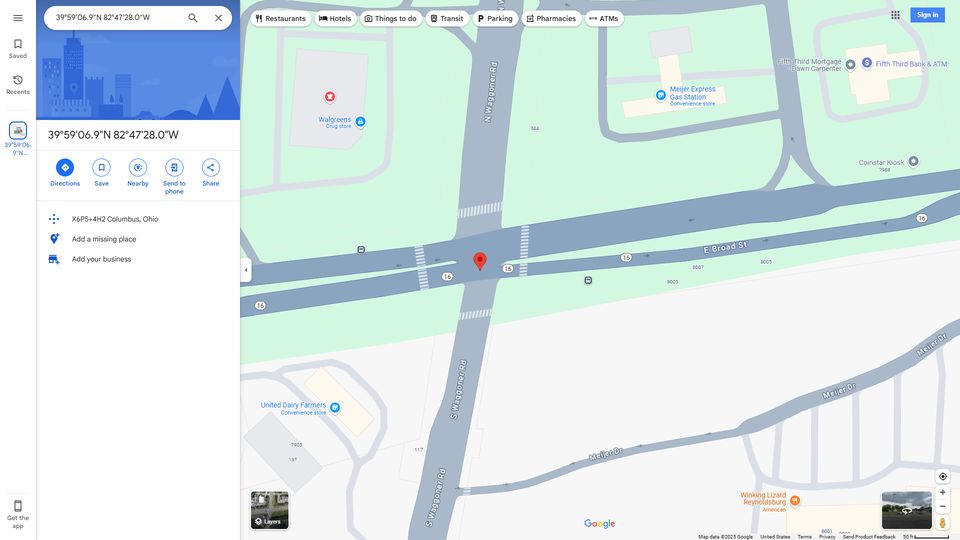 39°59'06.9"N 82°47'28.0"W
Restaurants
Hotels
Things to do
Transit
Parking
Pharmacies
ATMs
Sign in
Saved
Recents
39°59'06.
9"N...
39°59'06.9"N 82°47'28.0"W
Directions
Save
Nearby
Send to
phone
Share
X6P5+4H2 Columbus, Ohio
Add a missing place
Add your business
Get the
app
N Waggoner Rd
Walgreens
Drug store
344
Meijer Express
Gas Station
Convenience store
Fifth Third Mortgage
Dawn Carpenter
Fifth Third Bank & ATM
Coinstar Kiosk
7988
16
E Broad St
16
16
16
16
8007
8005
8005
S Waggoner Rd
Meijer Dr
Meijer Dr
United Dairy Farmers
Convenience store
7905
137
117
Meijer Dr
S Waggoner Rd
Winking Lizard
Reynoldsburg
American
8001
Layers
Google
Map data ©2025 Google
United States
Terms
Privacy
Send Product Feedback
50 ft